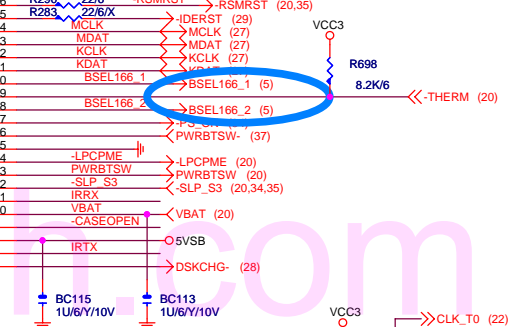 -RSMRST
-RSMRST (20,35)
R283 22/6/X
-IDERST (29)
VCC3
MCLK
MCLK (27)
MDAT
MDAT (27)
KCLK
KCLK (27)
R698
KDAT
BSEL166_1
BSEL166_1 (5)
8.2K/6
-THERM (20)
BSEL166_2
BSEL166_2 (5)
PWRBTSW- (37)
-LPCPME
-LPCPME (20)
PWRBTSW
PWRBTSW (20)
-SLP_S3
-SLP_S3 (20,34,35)
IRRX
VBAT
VBAT (20)
-CASEOPEN
5VSB
IRTX
DSKCHG- (28)
h.com
BC115
1U/6/Y/10V
BC113
1U/6/Y/10V
VCC3
CLK_T0 (22)